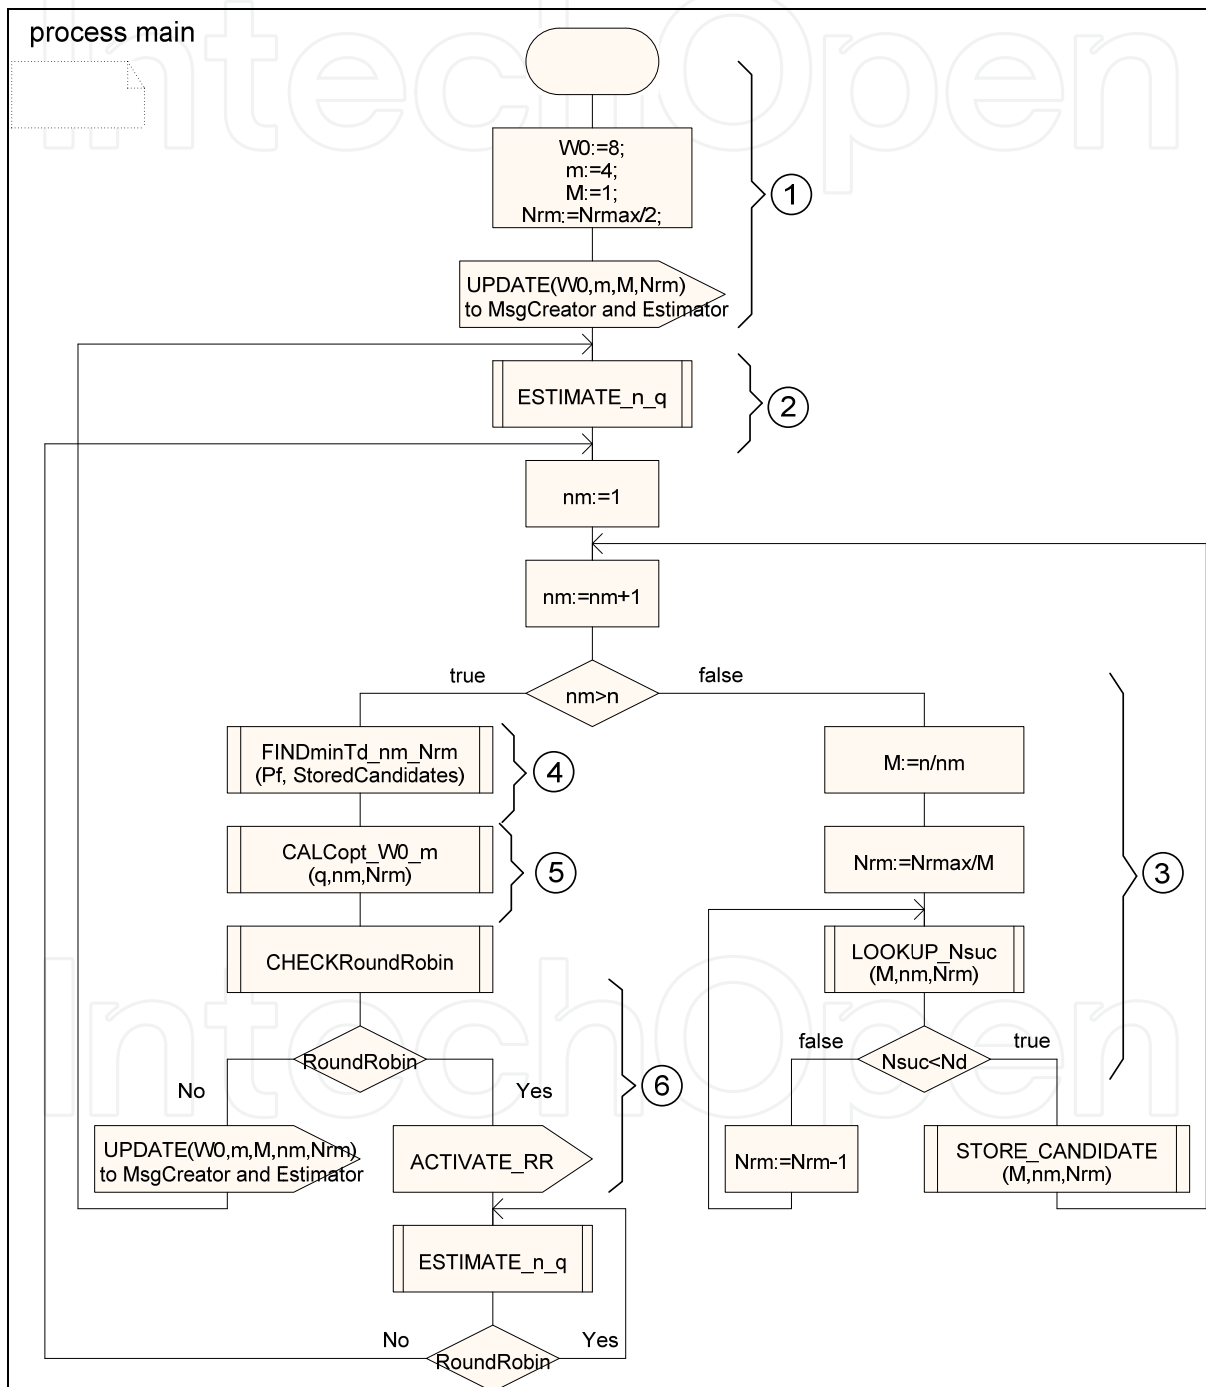 process main
W0:=8;
m:=4;
M:=1;
Nrm:=Nrmax/2;
1
UPDATE(W0,m,M,Nrm)
to MsgCreator and Estimator
ESTIMATE_n_q
2
nm:=1
nm:=nm+1
true
nm>n
false
FINDminTd_nm_Nrm
(Pf, StoredCandidates)
4
M:=n/nm
CALCopt_W0_m
(q,nm,Nrm)
5
Nrm:=Nrmax/M
3
CHECKRoundRobin
LOOKUP_Nsuc
(M,nm,Nrm)
RoundRobin
No
Yes
6
false
Nsuc<Nd
true
UPDATE(W0,m,M,nm,Nrm)
to MsgCreator and Estimator
ACTIVATE_RR
Nrm:=Nrm-1
STORE_CANDIDATE
(M,nm,Nrm)
ESTIMATE_n_q
No
RoundRobin
Yes
IntechOpen
IntechOpen